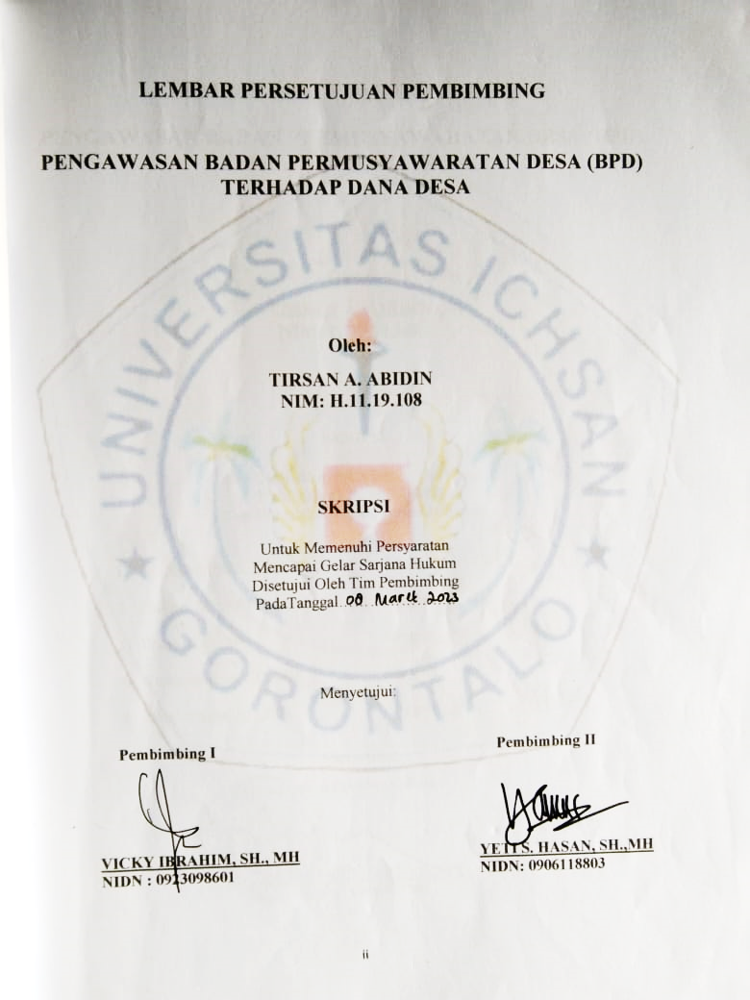 LEMBAR PERSETUJUAN PEMBIMBING
PENGAWASAN BADAN PERMUSYAWARATAN DESA (BPD)
TERHADAP DANA DESA
UNIVERSITAS ICHSAN
GORONTALO
Oleh:
TIRSAN A. ABIDIN
NIM: H.11.19.108
SKRIPSI
Untuk Memenuhi Persyaratan
Mencapai Gelar Sarjana Hukum
Disetujui Oleh Tim Pembimbing
PadaTanggal..08..Maret..2023
Menyetujui:
Pembimbing I
VICKY IBRAHIM, SH., MH
NIDN : 0923098601
Pembimbing II
YETI S. HASAN, SH.,MH
NIDN: 0906118803
ii